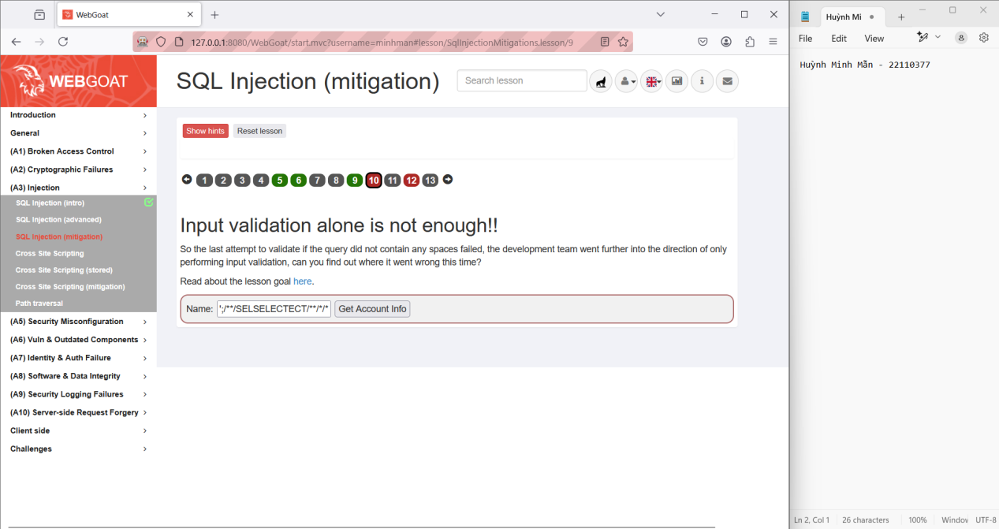 WebGoat
127.0.0.1:8080/WebGoat/start.mvc?username=minhman#lesson/SqlInjectionMitigations.lesson/9
WEBGOAT
Introduction
General
(A1) Broken Access Control
(A2) Cryptographic Failures
(A3) Injection
SQL Injection (intro)
SQL Injection (advanced)
SQL Injection (mitigation)
Cross Site Scripting
Cross Site Scripting (stored)
Cross Site Scripting (mitigation)
Path traversal
(A5) Security Misconfiguration
(A6) Vuln & Outdated Components
(A7) Identity & Auth Failure
(A8) Software & Data Integrity
(A9) Security Logging Failures
(A10) Server-side Request Forgery
Client side
Challenges
SQL Injection (mitigation)
Search lesson
Show hints
Reset lesson
1 2 3 4 5 6 7 8 9 10 11 12 13
Input validation alone is not enough!!
So the last attempt to validate if the query did not contain any spaces failed, the development team went further into the direction of only
performing input validation, can you find out where it went wrong this time?
Read about the lesson goal here.
Name: ';/**/SELSELECTECT/**/*/* Get Account Info
Huỳnh Mi
File Edit View
Huỳnh Minh Mẫn - 22110377
Ln 2, Col 1 26 characters 100% Window UTF-8